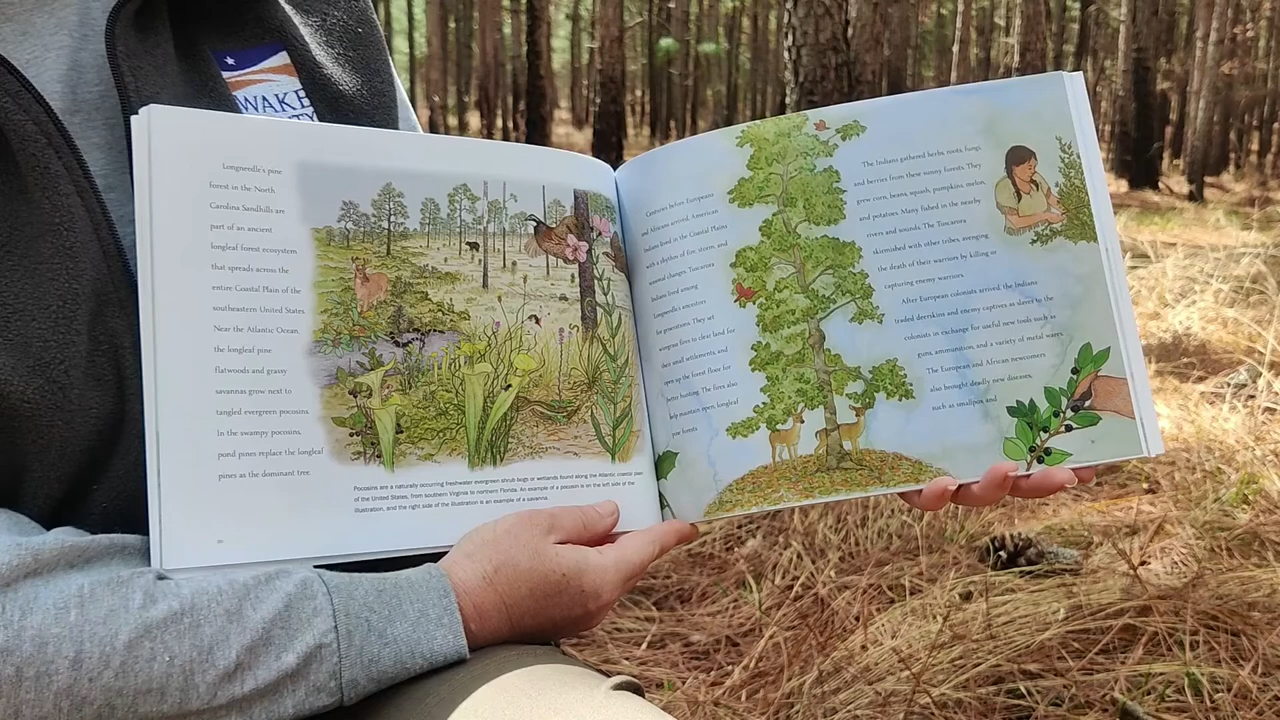 WAKE
Longneedle's pine
forest in the North
Carolina Sandhills are
part of an ancient
longleaf forest ecosystem
that spreads across the
entire Coastal Plain of the
southeastern United States.
Near the Atlantic Ocean,
the longleaf pine
flatwoods and grassy
savannas grow next to
tangled evergreen pocosins.
In the swampy pocosins,
pond pines replace the longleaf
pines as the dominant tree.
Pocosins are a naturally occurring freshwater evergreen shrub bogs or wetlands found along the Atlantic coastal plain
of the United States, from southern Virginia to northern Florida. An example of a pocosin is on the left side of the
illustration, and the right side of the illustration is an example of a savanna.
Centuries before Europeans
and Africans arrived, American
Indians lived in the Coastal Plains
with a rhythm of fire, storm, and
seasonal changes. Tuscarora
Indians lived among
Longneedle's ancestors
for generations. They set
wiregrass fires to clear land for
their small settlements, and
open up the forest floor for
better hunting. The fires also
help maintain open, longleaf
pine forests.
The Indians gathered herbs, roots, fungi,
and berries from these sunny forests. They
grew corn, beans, squash, pumpkins, melon,
and potatoes. Many fished in the nearby
rivers and sounds. The Tuscarora
skirmished with other tribes, avenging
the death of their warriors by killing or
capturing enemy warriors.
After European colonists arrived, the Indians
traded deerskins and enemy captives as slaves to the
colonists in exchange for useful new tools such as
guns, ammunition, and a variety of metal wares.
The European and African newcomers
also brought deadly new diseases,
such as smallpox and